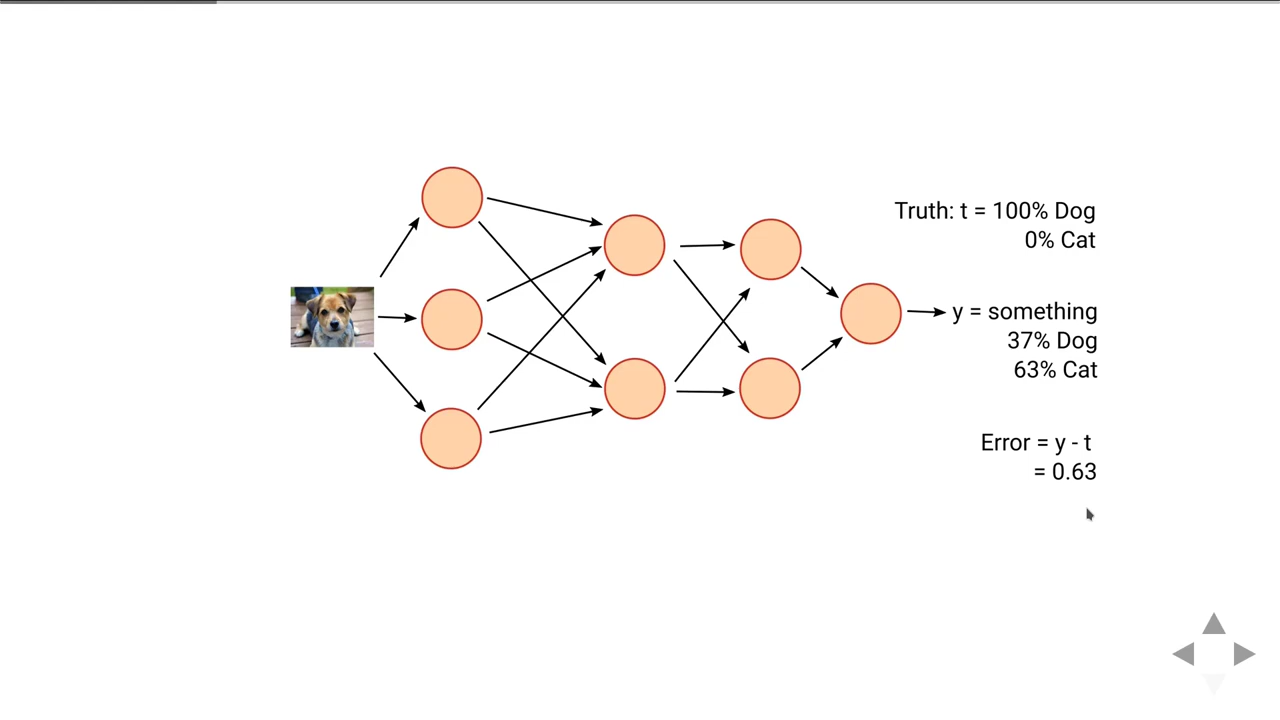 Truth: t = 100% Dog
0% Cat
y = something
37% Dog
63% Cat
Error = y - t
= 0.63